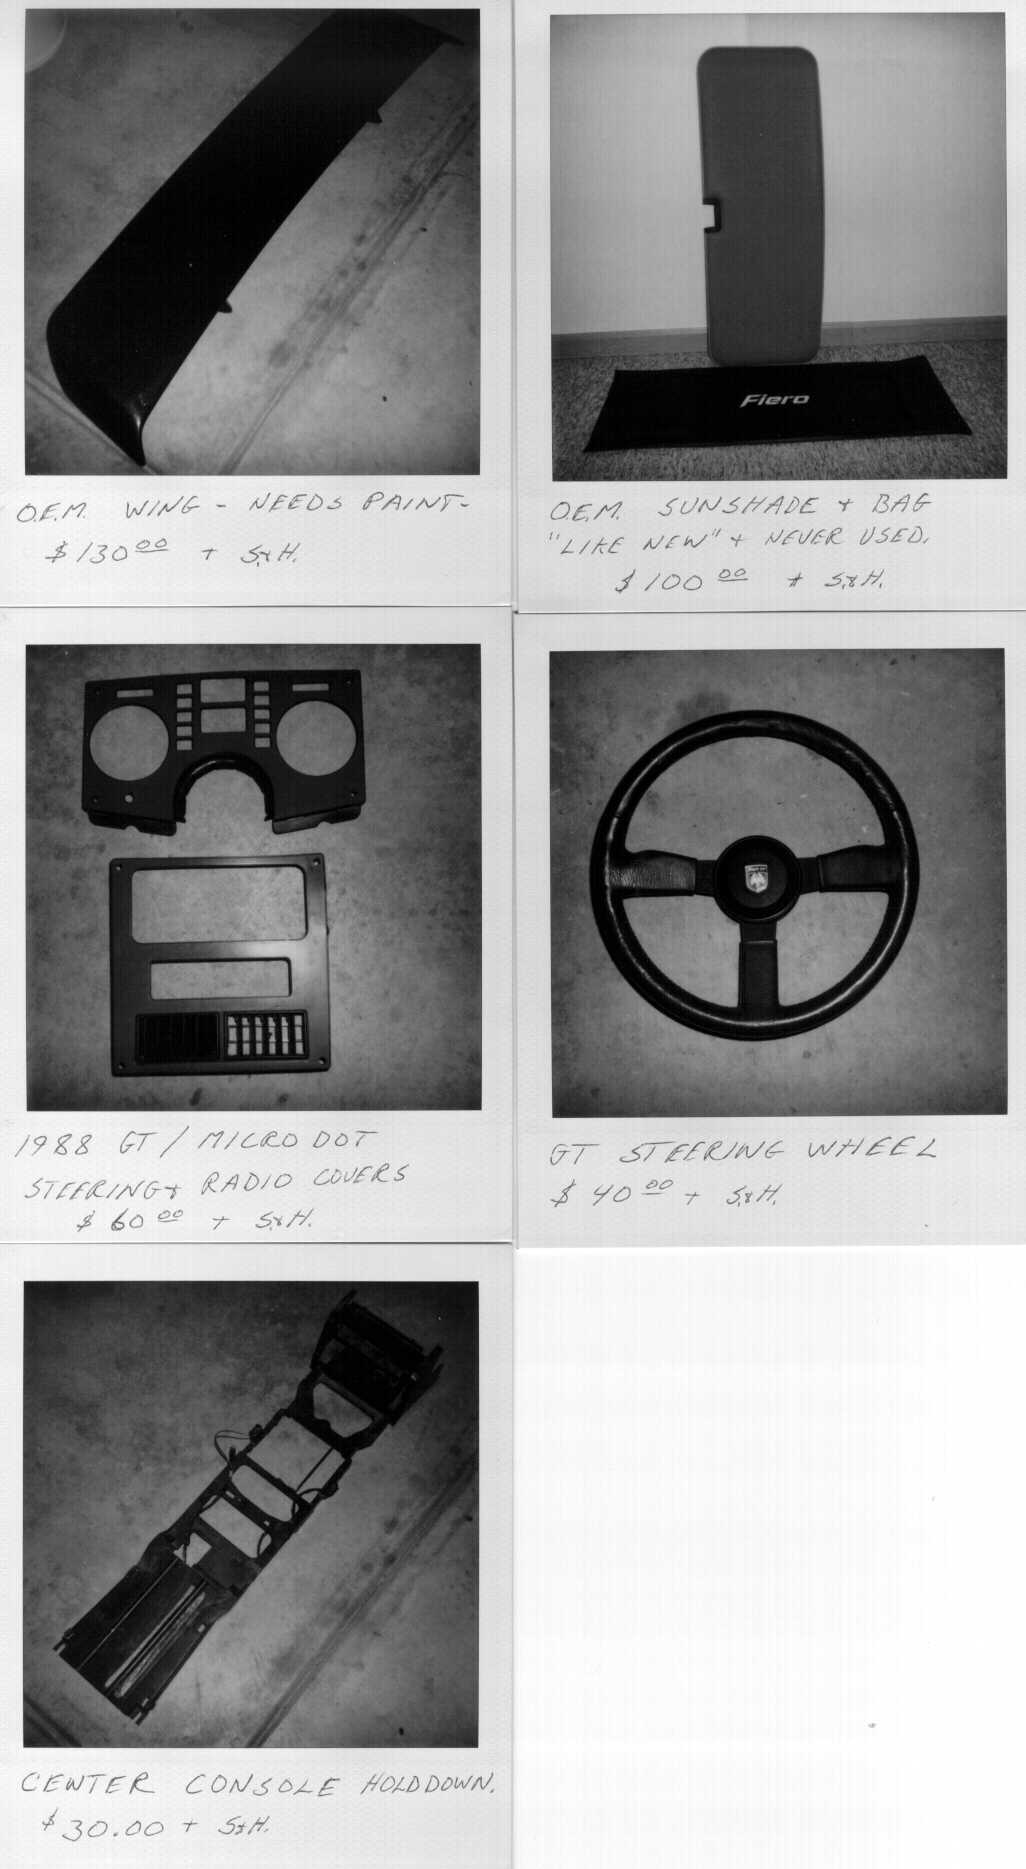 O.E.M. WING - NEEDS PAINT-
$130.00 + S.&H.
Fiero
O.E.M. SUNSHADE + BAG
"LIKE NEW" + NEVER USED.
$100.00 + S.&H.
1988 GT / MICRO DOT
STEERING & RADIO COVERS
$60.00 + S.&H.
GT STEERING WHEEL
$40.00 + S.&H.
CENTER CONSOLE HOLDDOWN.
$30.00 + S&H.